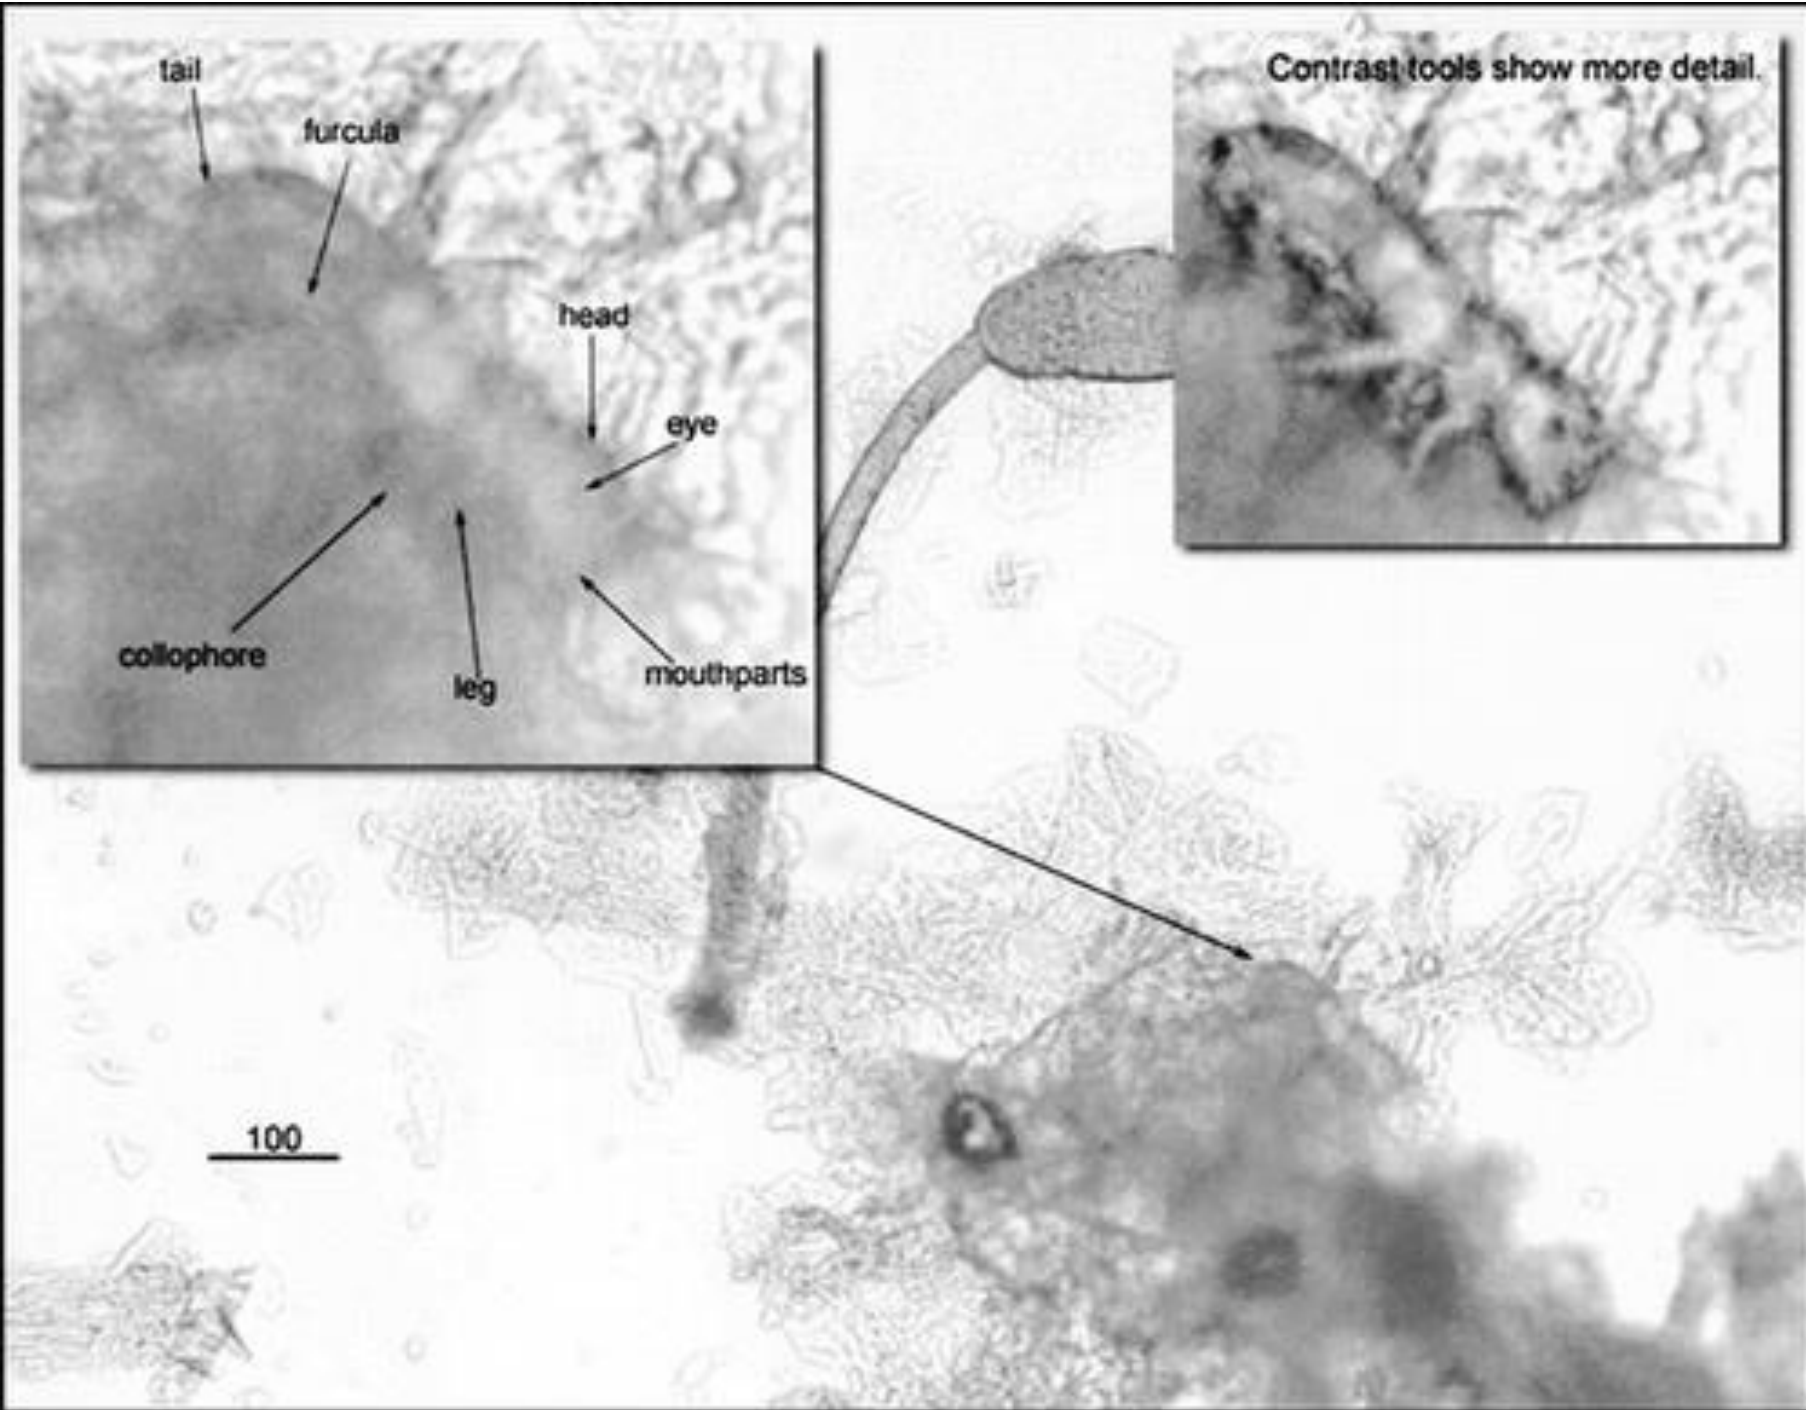 tail
furcula
head
eye
collophore
leg
mouthparts
Contrast tools show more detail.
100